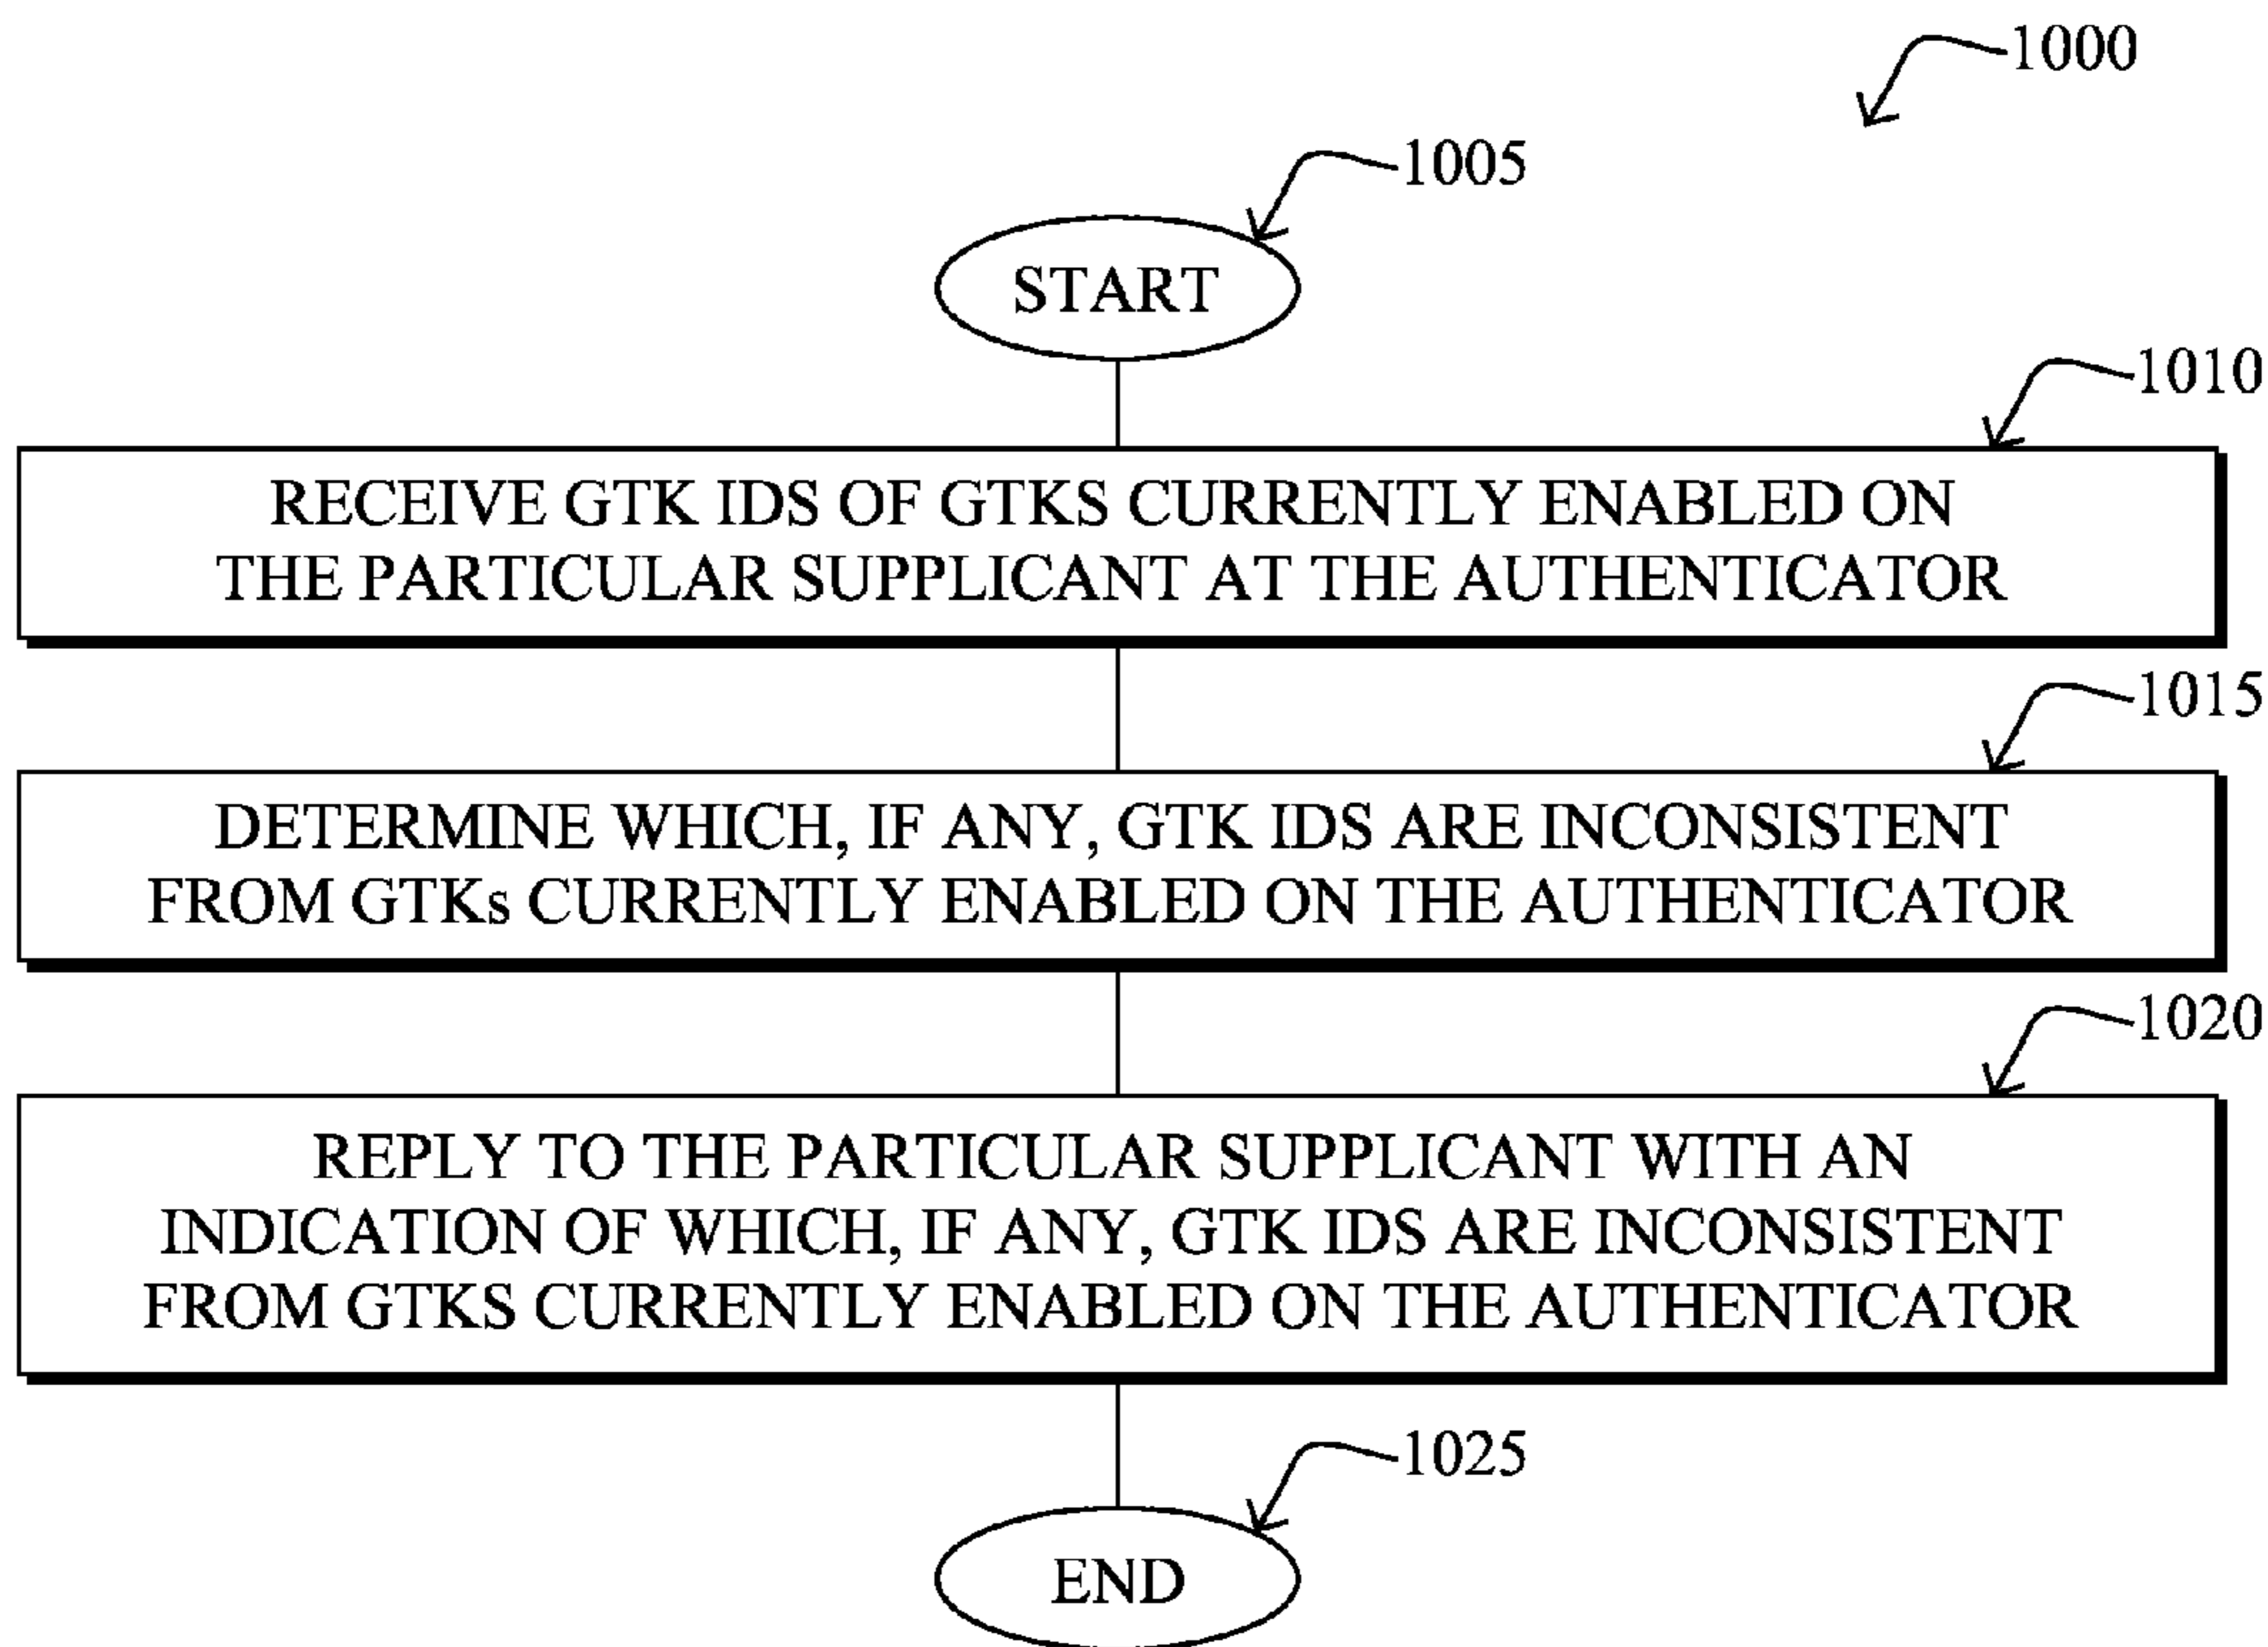 1000
1005
START
1010
RECEIVE GTK IDS OF GTKS CURRENTLY ENABLED ON
THE PARTICULAR SUPPLICANT AT THE AUTHENTICATOR
1015
DETERMINE WHICH, IF ANY, GTK IDS ARE INCONSISTENT
FROM GTKs CURRENTLY ENABLED ON THE AUTHENTICATOR
1020
REPLY TO THE PARTICULAR SUPPLICANT WITH AN
INDICATION OF WHICH, IF ANY, GTK IDS ARE INCONSISTENT
FROM GTKS CURRENTLY ENABLED ON THE AUTHENTICATOR
1025
END